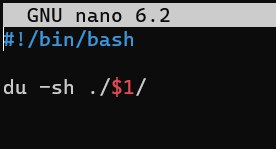 GNU nano 6.2
#!/bin/bash
du -sh ./$1/